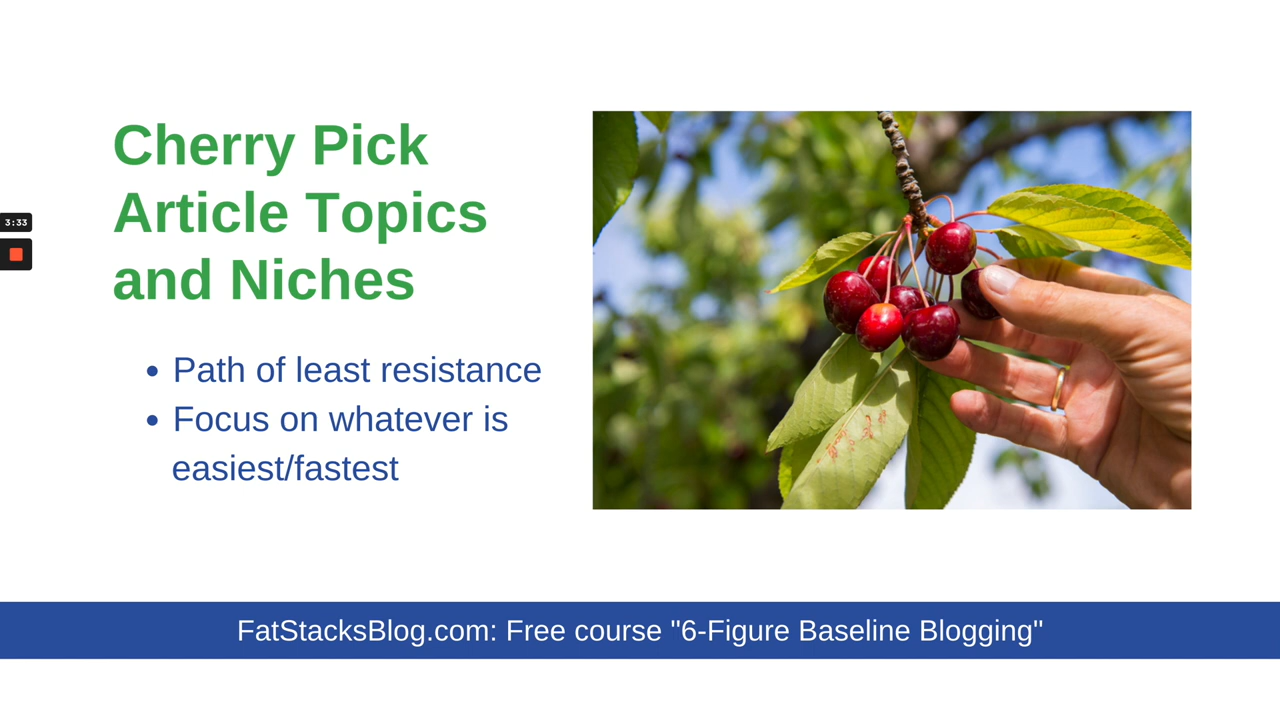 Cherry Pick
Article Topics
and Niches
3:33
• Path of least resistance
• Focus on whatever is
easiest/fastest
FatStacksBlog.com: Free course "6-Figure Baseline Blogging"